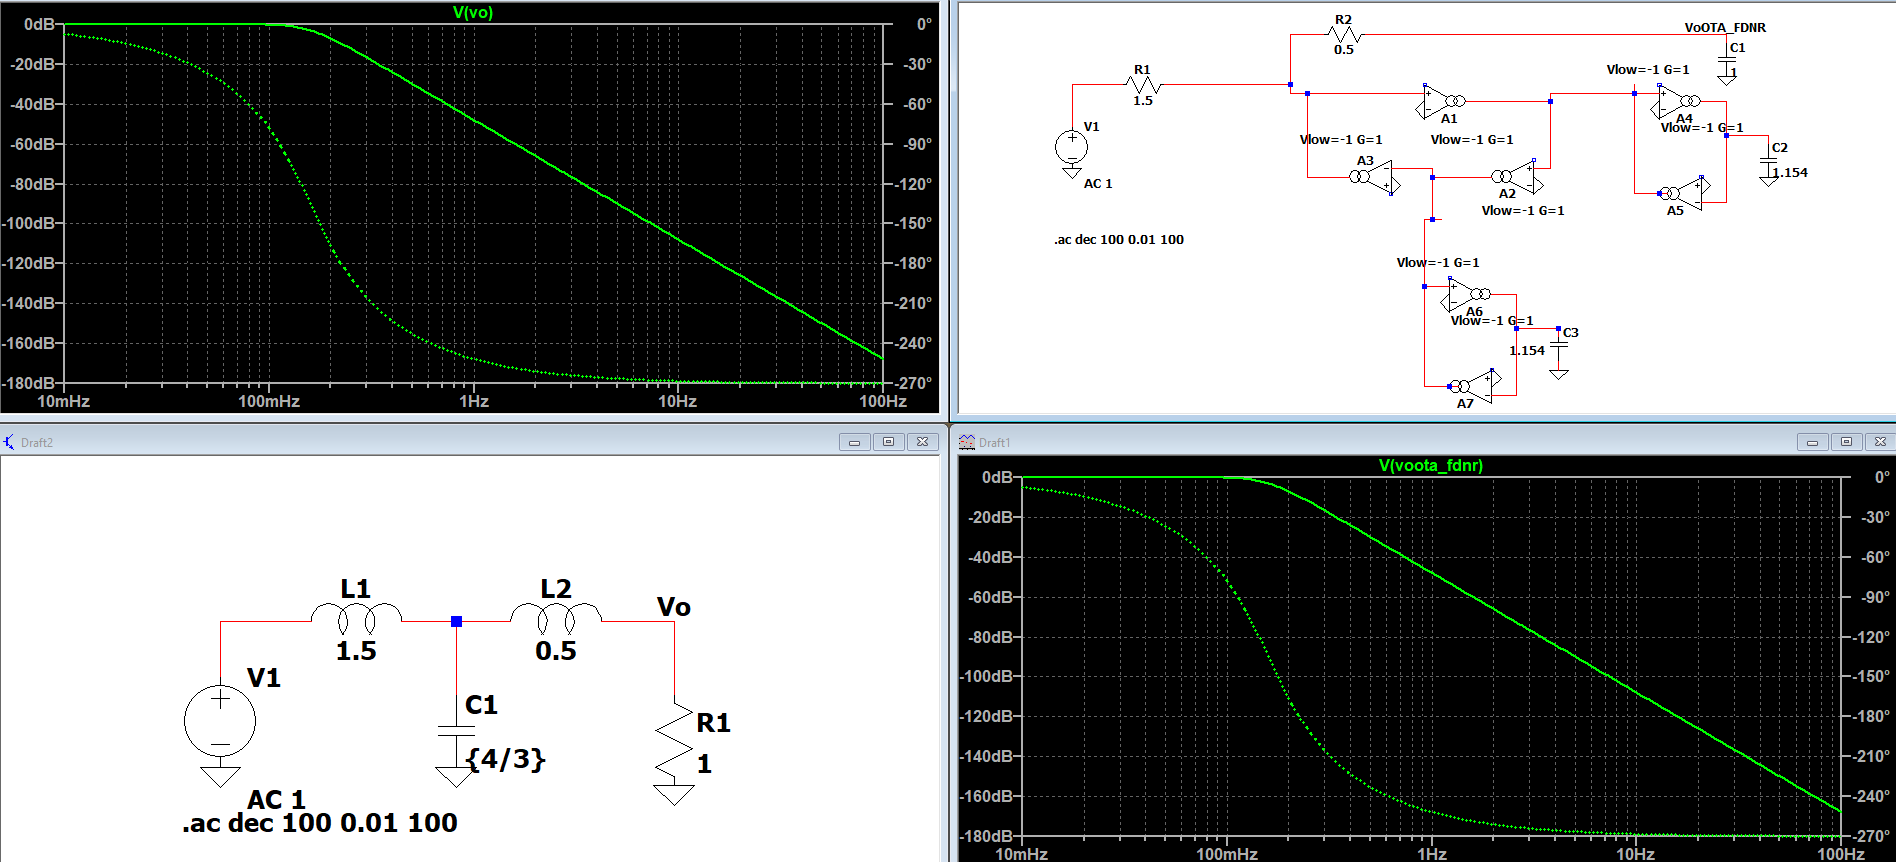 V(vo)
0dB
-20dB
-40dB
-60dB
-80dB
-100dB
-120dB
-140dB
-160dB
-180dB
0°
-30°
-60°
-90°
-120°
-150°
-180°
-210°
-240°
-270°
10mHz
100mHz
1Hz
10Hz
100Hz
R2
0.5
VoOTA_FDNR
C1
1
R1
1.5
V1
AC 1
A1
Vlow=-1 G=1
Vlow=-1 G=1
A4
Vlow=-1 G=1
Vlow=-1 G=1
A3
A2
Vlow=-1 G=1
C2
1.154
A5
.ac dec 100 0.01 100
Vlow=-1 G=1
A6
Vlow=-1 G=1
C3
1.154
A7
Draft2
L1
1.5
L2
0.5
Vo
V1
C1
{4/3}
R1
1
AC 1
.ac dec 100 0.01 100
Draft1
V(voota_fdnr)
0dB
-20dB
-40dB
-60dB
-80dB
-100dB
-120dB
-140dB
-160dB
-180dB
0°
-30°
-60°
-90°
-120°
-150°
-180°
-210°
-240°
-270°
10mHz
100mHz
1Hz
10Hz
100Hz